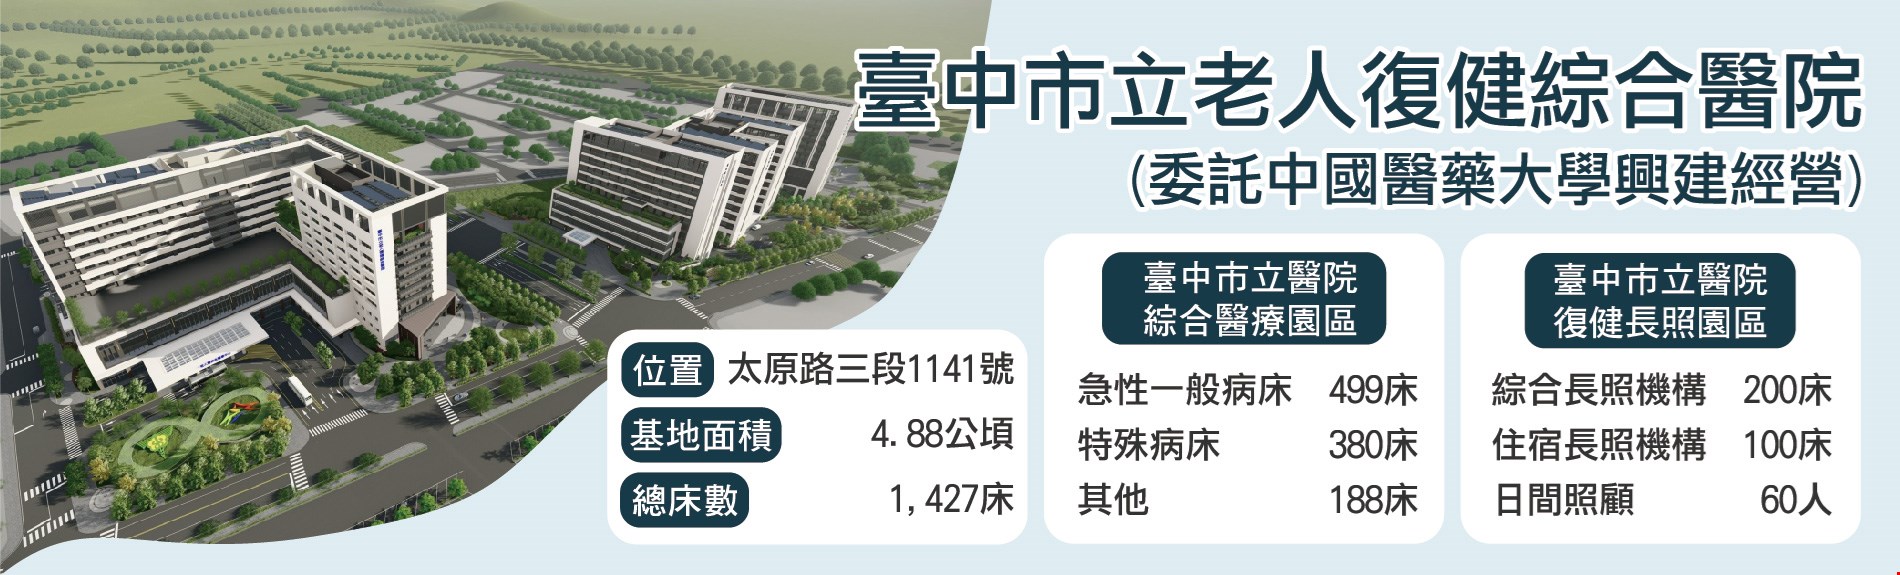 臺中市立老人復健綜合醫院
(委託中國醫藥大學興建經營)
位置 太原路三段1141號
基地面積 4.88公頃
總床數 1,427床
臺中市立醫院
綜合醫療園區
急性一般病床 499床
特殊病床 380床
其他 188床
臺中市立醫院
復健長照園區
綜合長照機構 200床
住宿長照機構 100床
日間照顧 60人